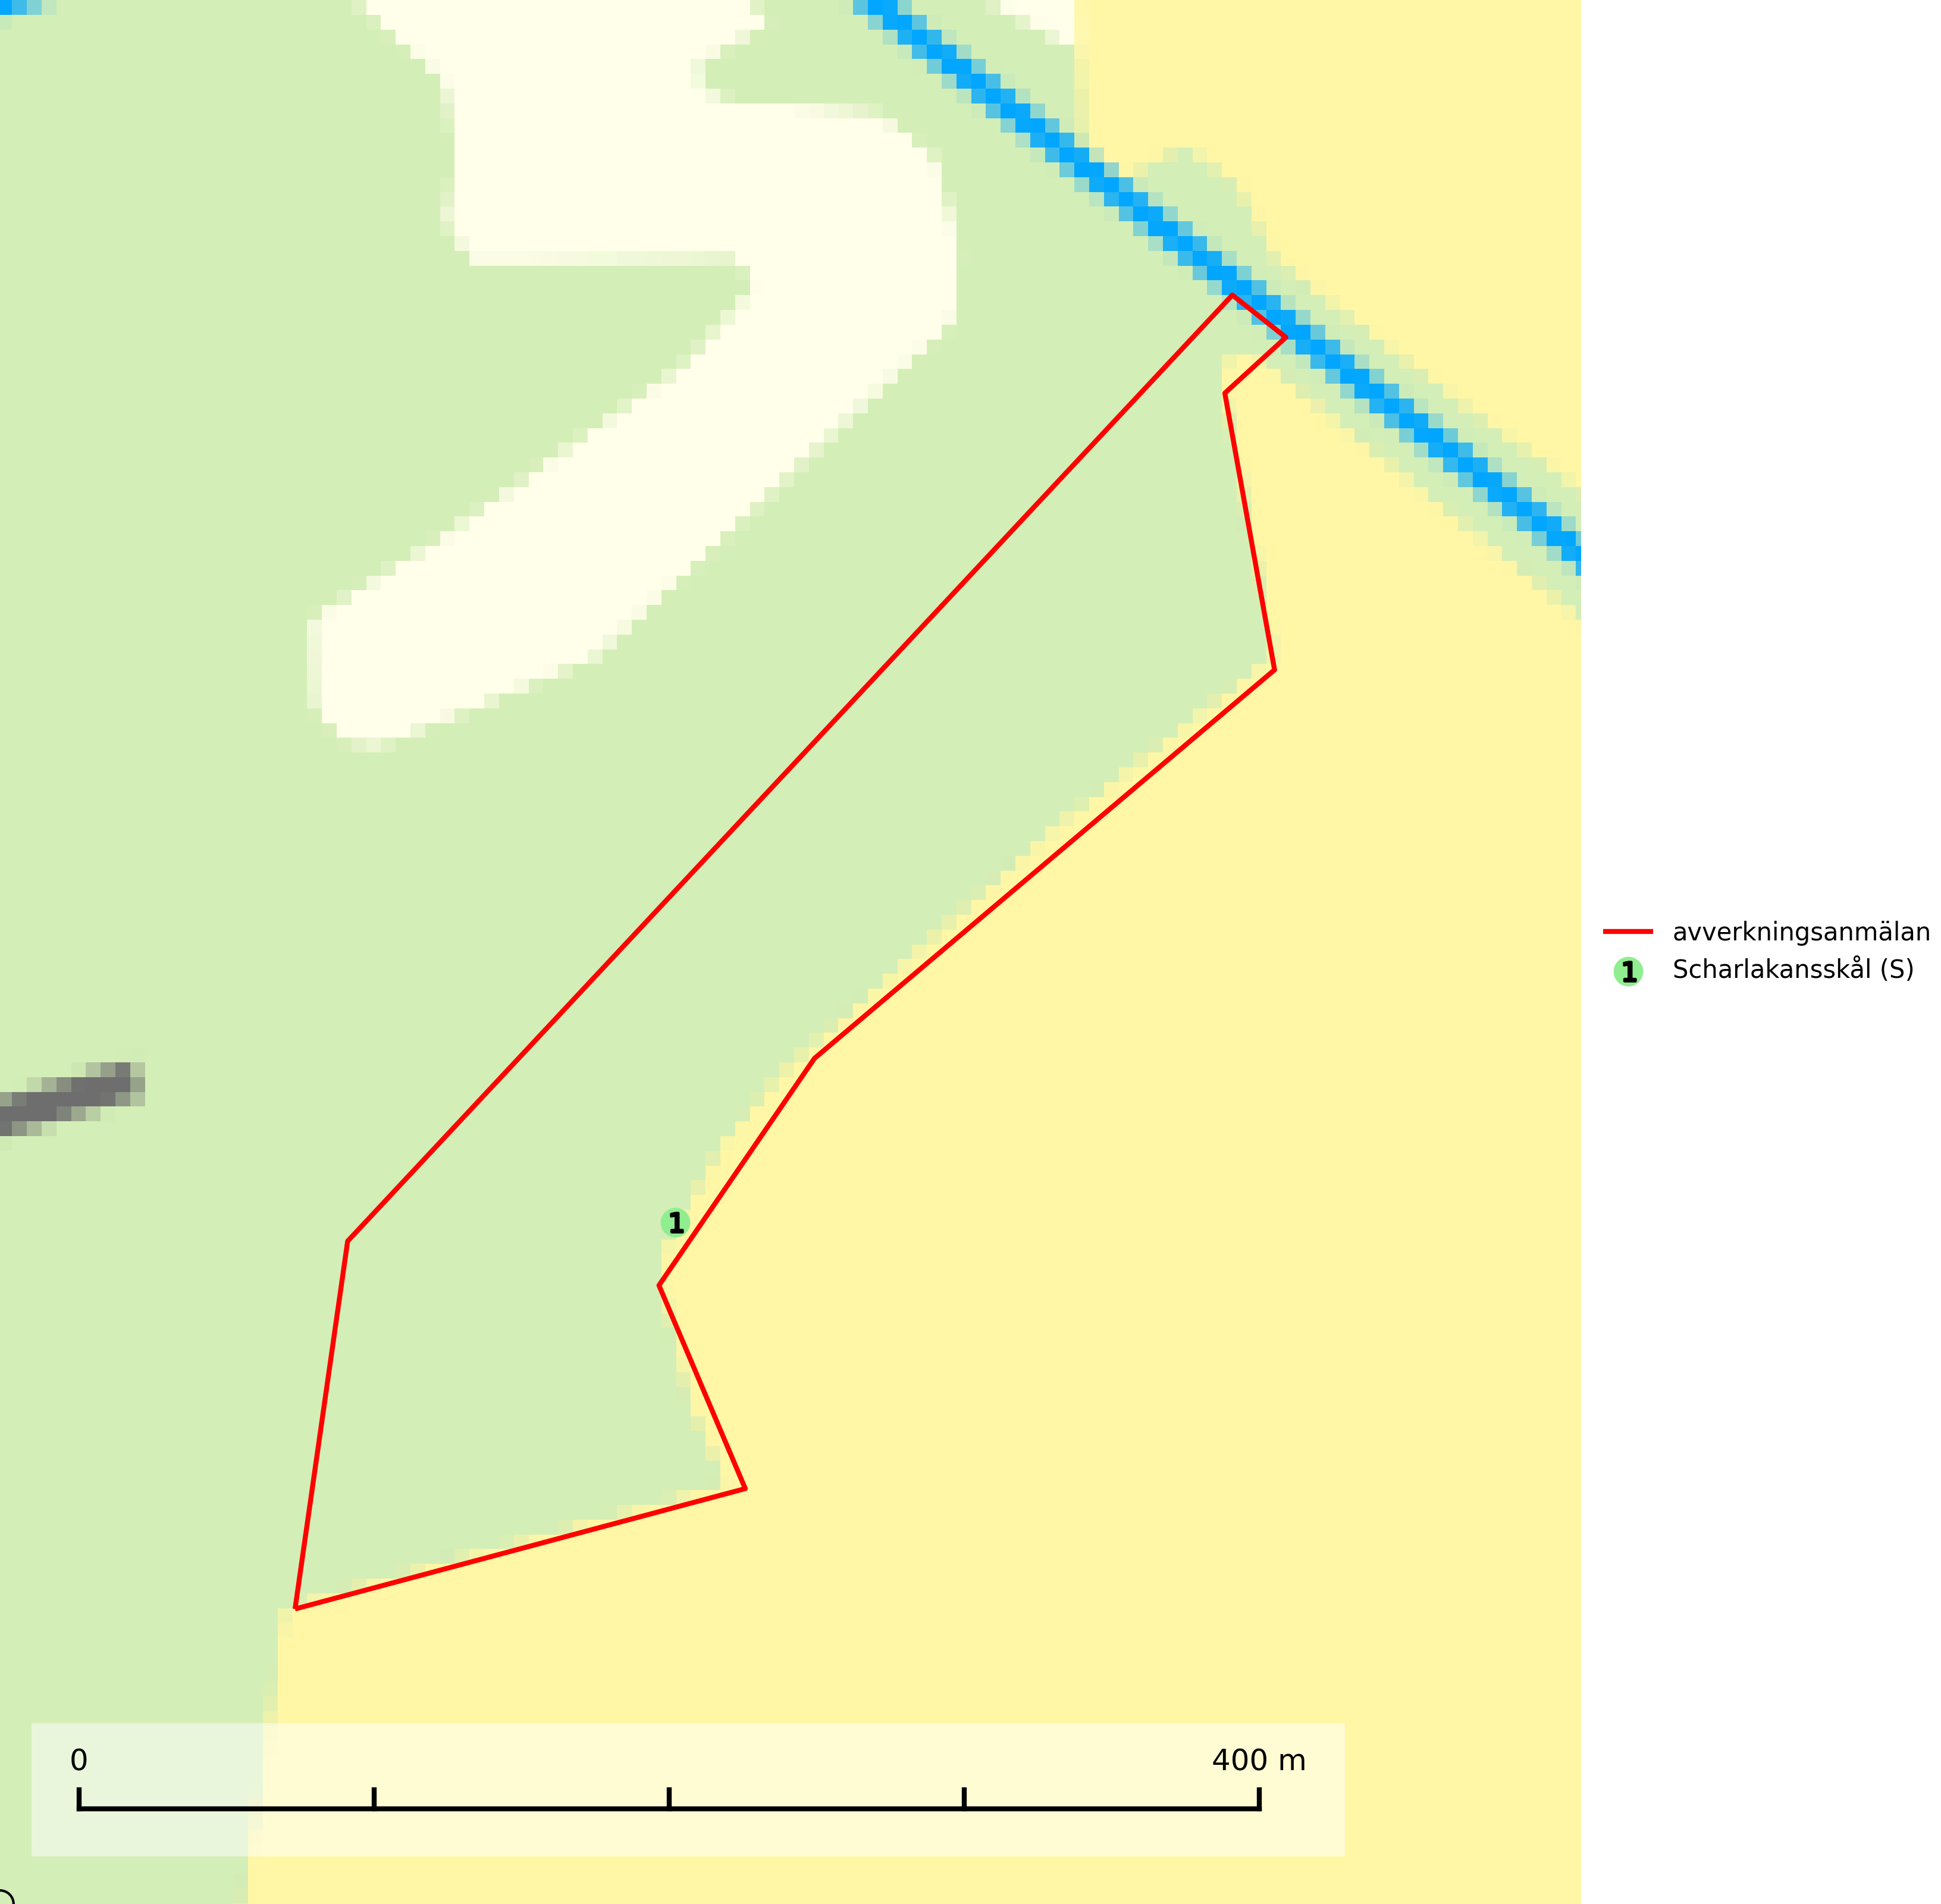 avverkningsanmälan
1 Scharlakansskål (S)
1
0 400 m